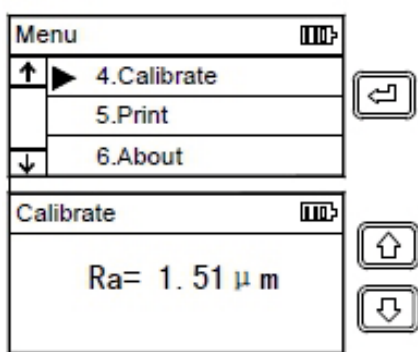 Menu
4.Calibrate
5.Print
6.About
Calibrate
Ra= 1.51 μm